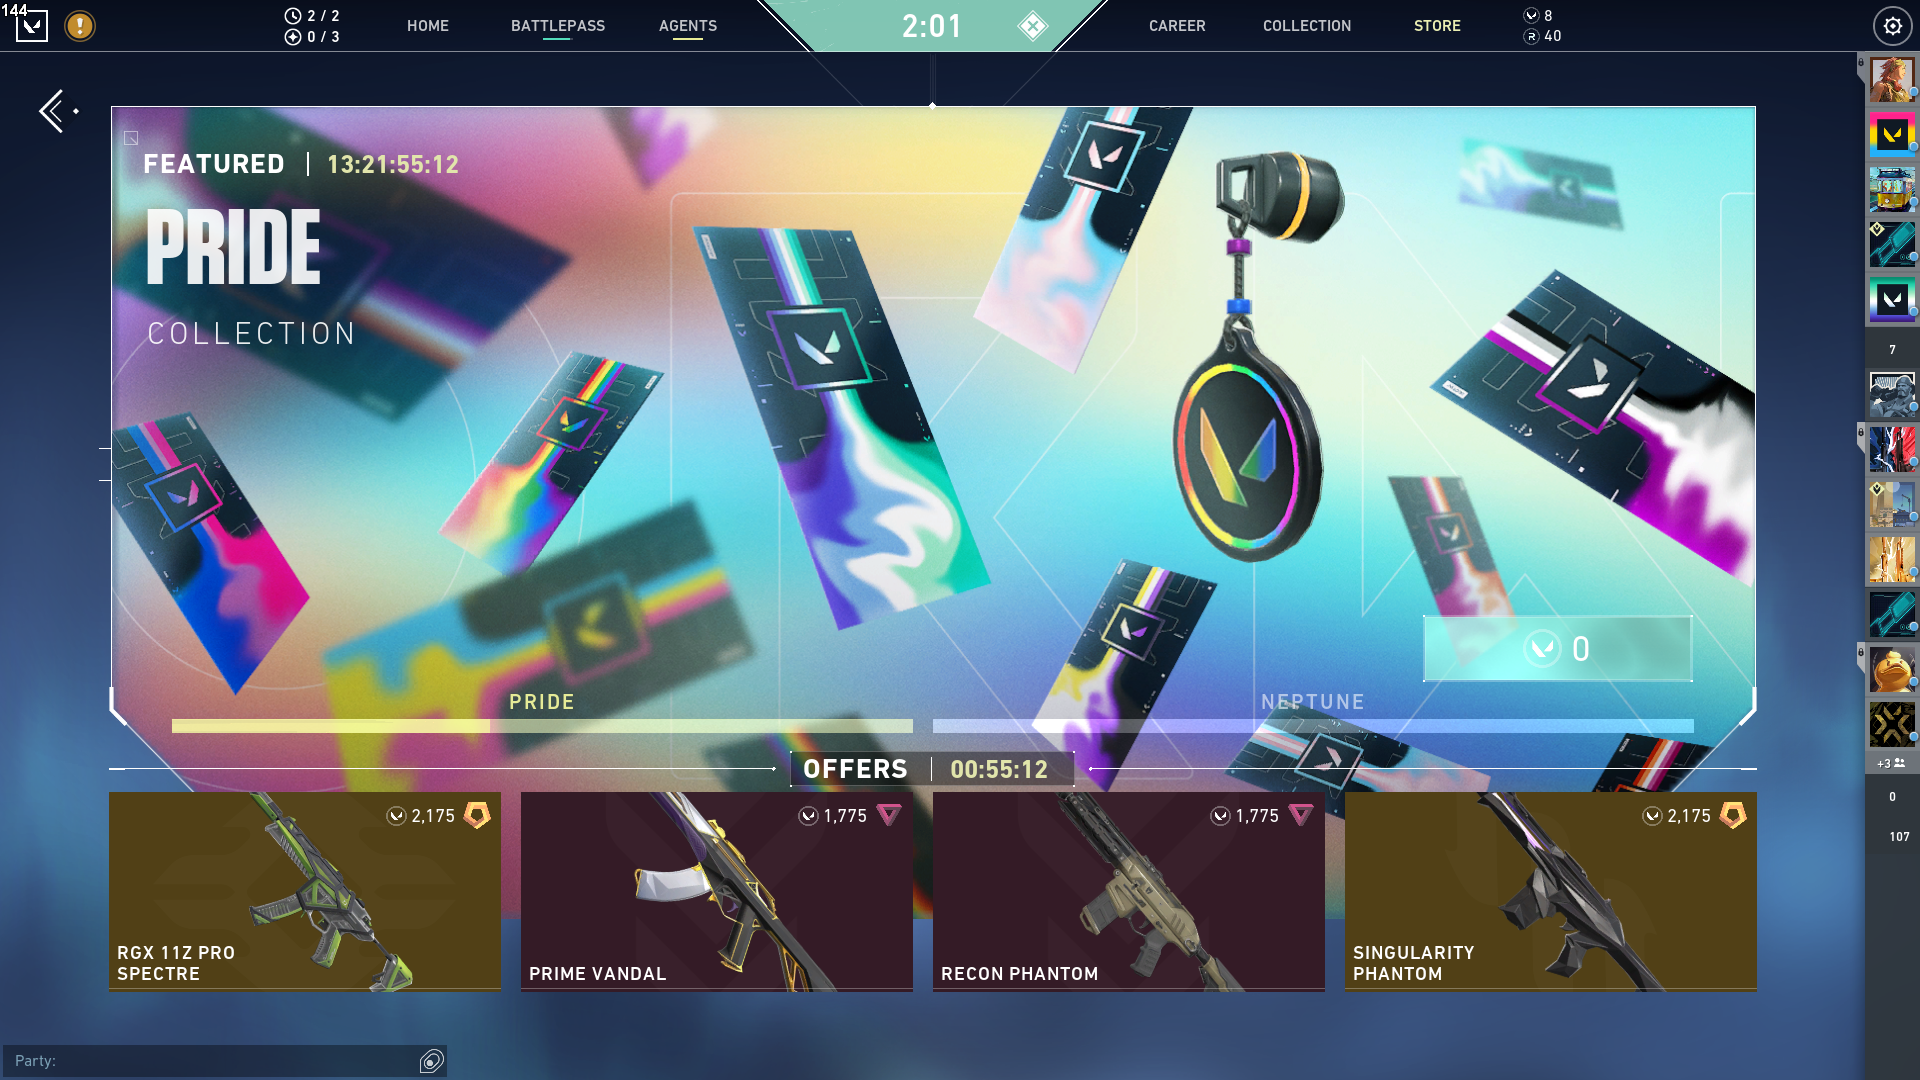 144
2 / 2
0 / 3
HOME
BATTLEPASS
AGENTS
2:01
CAREER
COLLECTION
STORE
8
R 40
FEATURED | 13:21:55:12
PRIDE
COLLECTION
0
PRIDE
NEPTUNE
OFFERS | 00:55:12
2,175
RGX 11Z PRO
SPECTRE
1,775
PRIME VANDAL
1,775
RECON PHANTOM
2,175
SINGULARITY
PHANTOM
7
+3
0
107
Party: